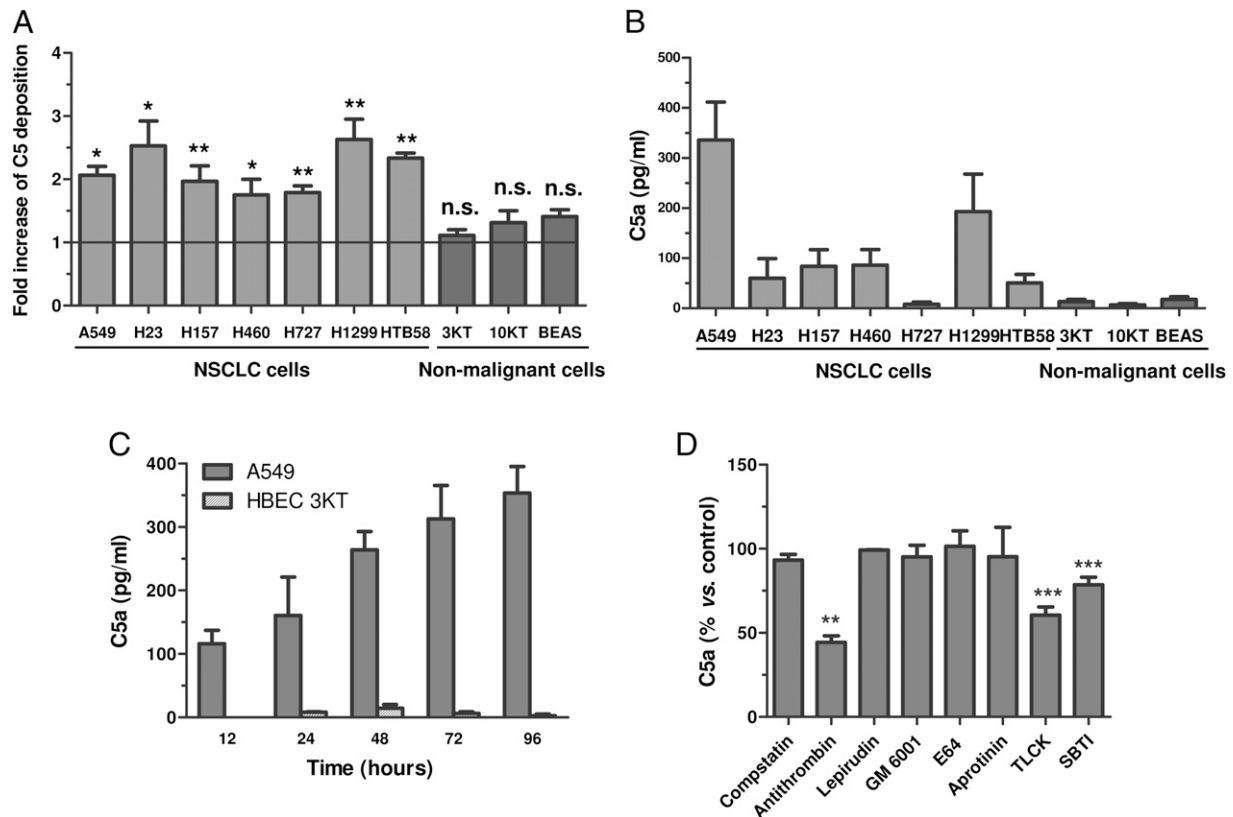 A
Fold increase of C5 deposition
4
3
2
1
0
* * ** * ** ** ** n.s. n.s. n.s.
A549 H23 H157 H460 H727 H1299 HTB58 3KT 10KT BEAS
NSCLC cells Non-malignant cells
B
C5a (pg/ml)
500
400
300
200
100
0
A549 H23 H157 H460 H727 H1299 HTB58 3KT 10KT BEAS
NSCLC cells Non-malignant cells
C
C5a (pg/ml)
400
300
200
100
0
A549
HBEC 3KT
12 24 48 72 96
Time (hours)
D
C5a (% vs. control)
150
100
50
0
** *** ***
Compstatin
Antithrombin
Lepirudin
GM 6001
E64
Aprotinin
TLCK
SBTI